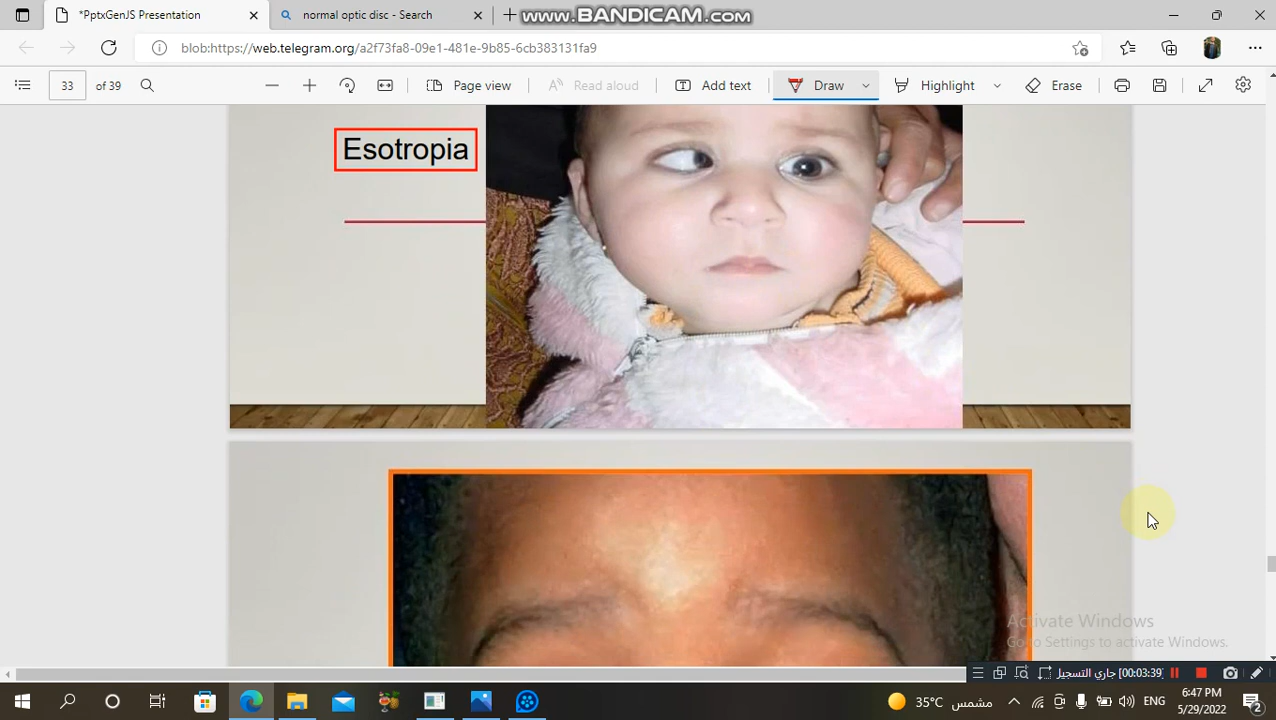 *PptxGenJS Presentation
normal optic disc - Search
www.BANDICAM.com
blob:https://web.telegram.org/a2f73fa8-09e1-481e-9b85-6cb383131fa9
33 of 39
Page view
Read aloud
Add text
Draw
Highlight
Erase
Esotropia
Activate Windows
Go to Settings to activate Windows.
جاري التسجيل [00:03:39]
35°C مشمس
ENG
6:47 PM
5/29/2022
2